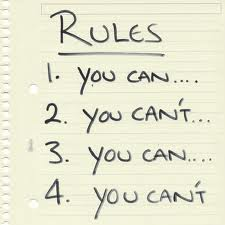 RULES
1. YOU CAN....
2. YOU CAN'T...
3. YOU CAN....
4. YOU CAN'T